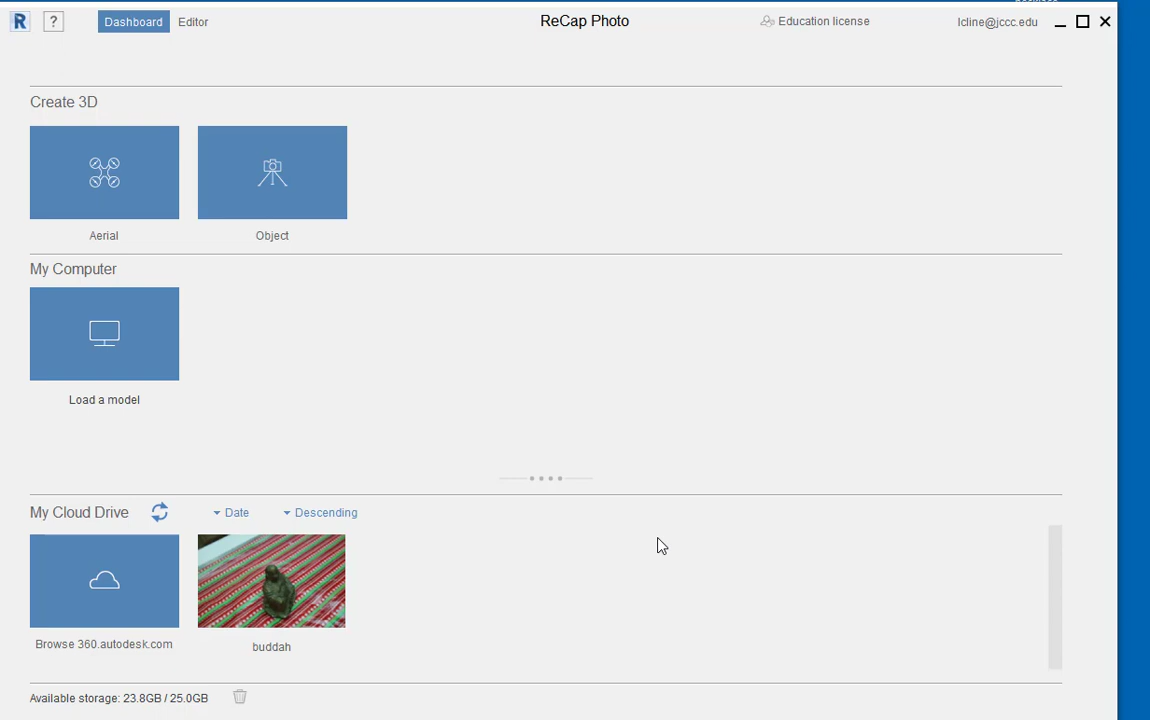 R ? Dashboard Editor ReCap Photo Education license lcline@jccc.edu
Create 3D
Aerial Object
My Computer
Load a model
My Cloud Drive Date Descending
Browse 360.autodesk.com buddah
Available storage: 23.8GB / 25.0GB